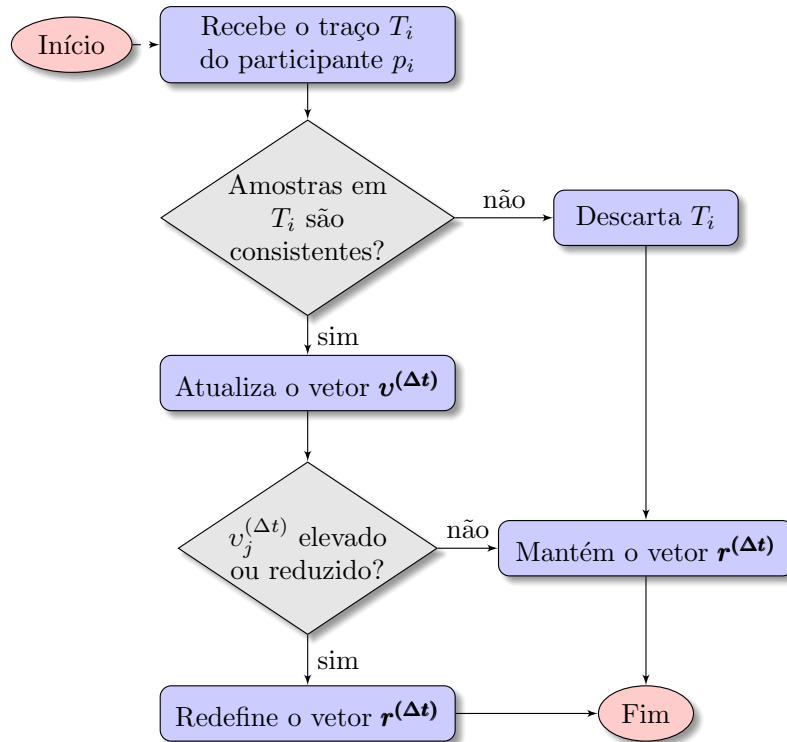 Início
Recebe o traço T_i
do participante p_i
Amostras em
T_i são
consistentes?
não
Descarta T_i
sim
Atualiza o vetor v^(Δt)
v_j^(Δt) elevado
ou reduzido?
não
Mantém o vetor r^(Δt)
sim
Redefine o vetor r^(Δt)
Fim